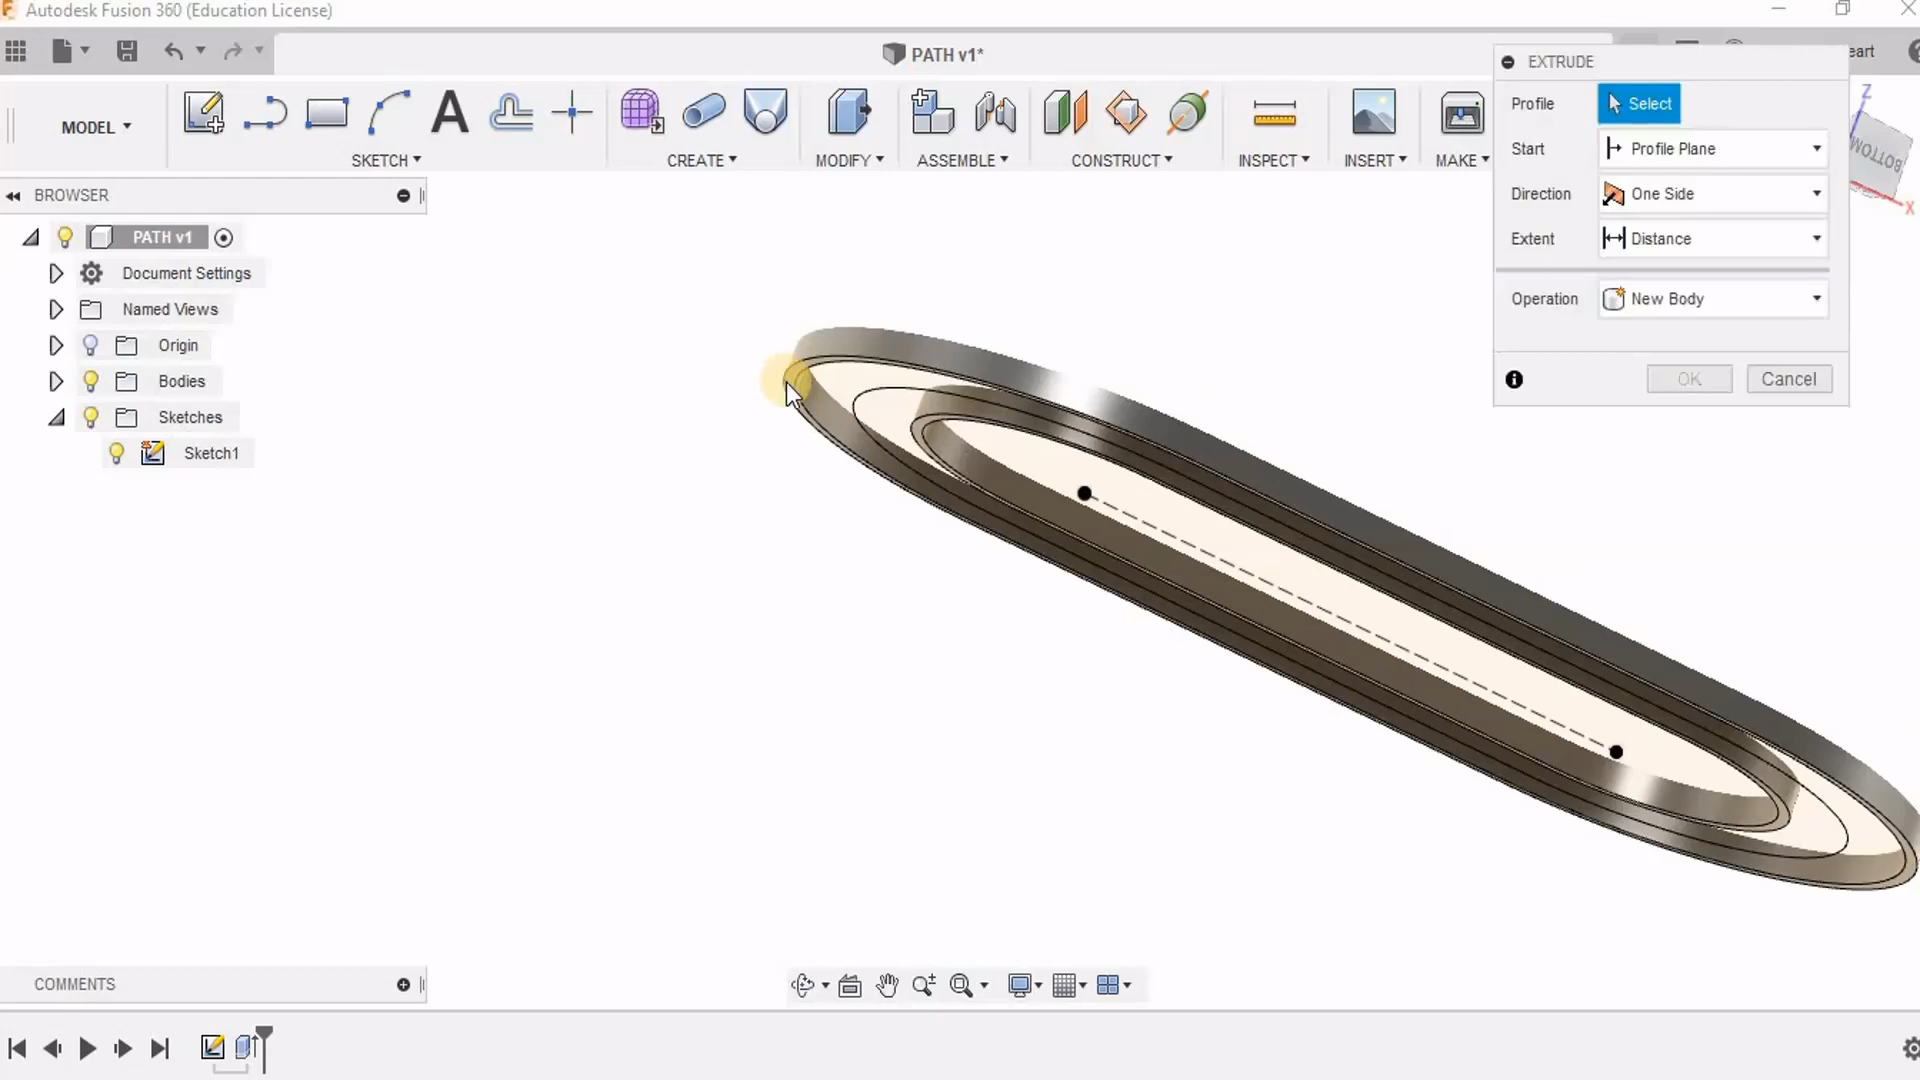 Autodesk Fusion 360 (Education License)
PATH v1*
eart
MODEL
SKETCH
CREATE
MODIFY
ASSEMBLE
CONSTRUCT
INSPECT
INSERT
MAKE
EXTRUDE
Profile Select
Start Profile Plane
Direction One Side
Extent Distance
Operation New Body
OK Cancel
Z
BOTTOM
X
BROWSER
PATH v1
Document Settings
Named Views
Origin
Bodies
Sketches
Sketch1
COMMENTS